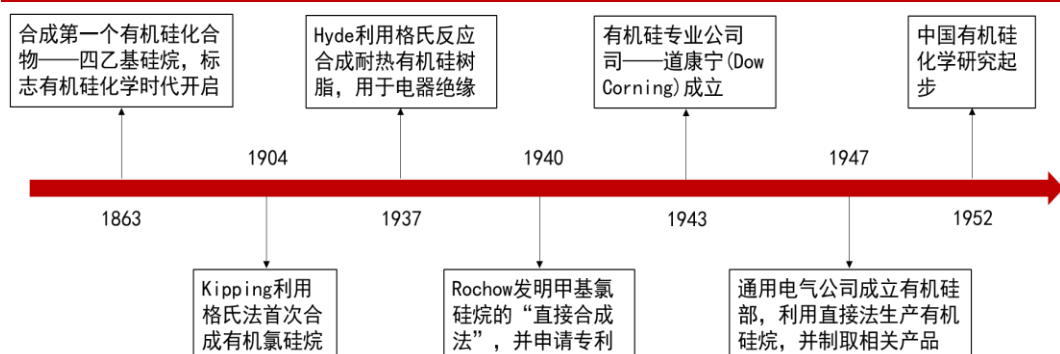 合成第一个有机硅化合
物——四乙基硅烷，标
志有机硅化学时代开启
Hyde利用格氏反应
合成耐热有机硅树
脂，用于电器绝缘
有机硅专业公司
司——道康宁(Dow
Corning)成立
中国有机硅
化学研究起
步
1904
1940
1947
1863
1937
1943
1952
Kipping利用
格氏法首次合
成有机氯硅烷
Rochow发明甲基氯
硅烷的“直接合成
法”，并申请专利
通用电气公司成立有机硅
部，利用直接法生产有机
硅烷，并制取相关产品